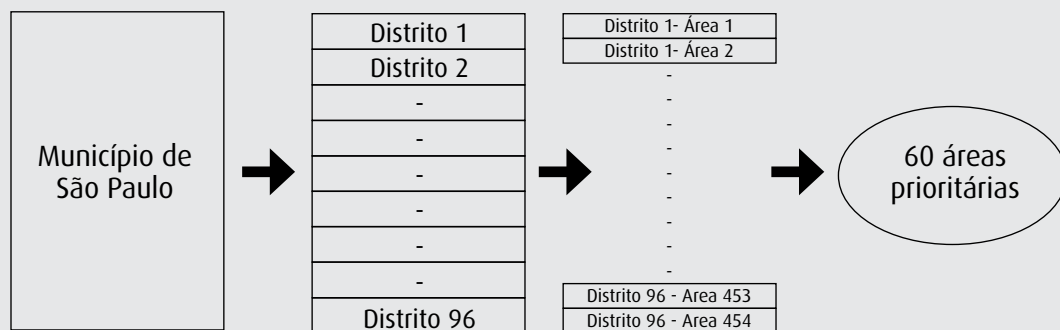 Município de
São Paulo
Distrito 1
Distrito 2
-
-
-
-
-
-
Distrito 96
Distrito 1- Área 1
Distrito 1- Área 2
-
-
-
-
-
-
-
-
-
Distrito 96 - Area 453
Distrito 96 - Area 454
60 áreas
prioritárias